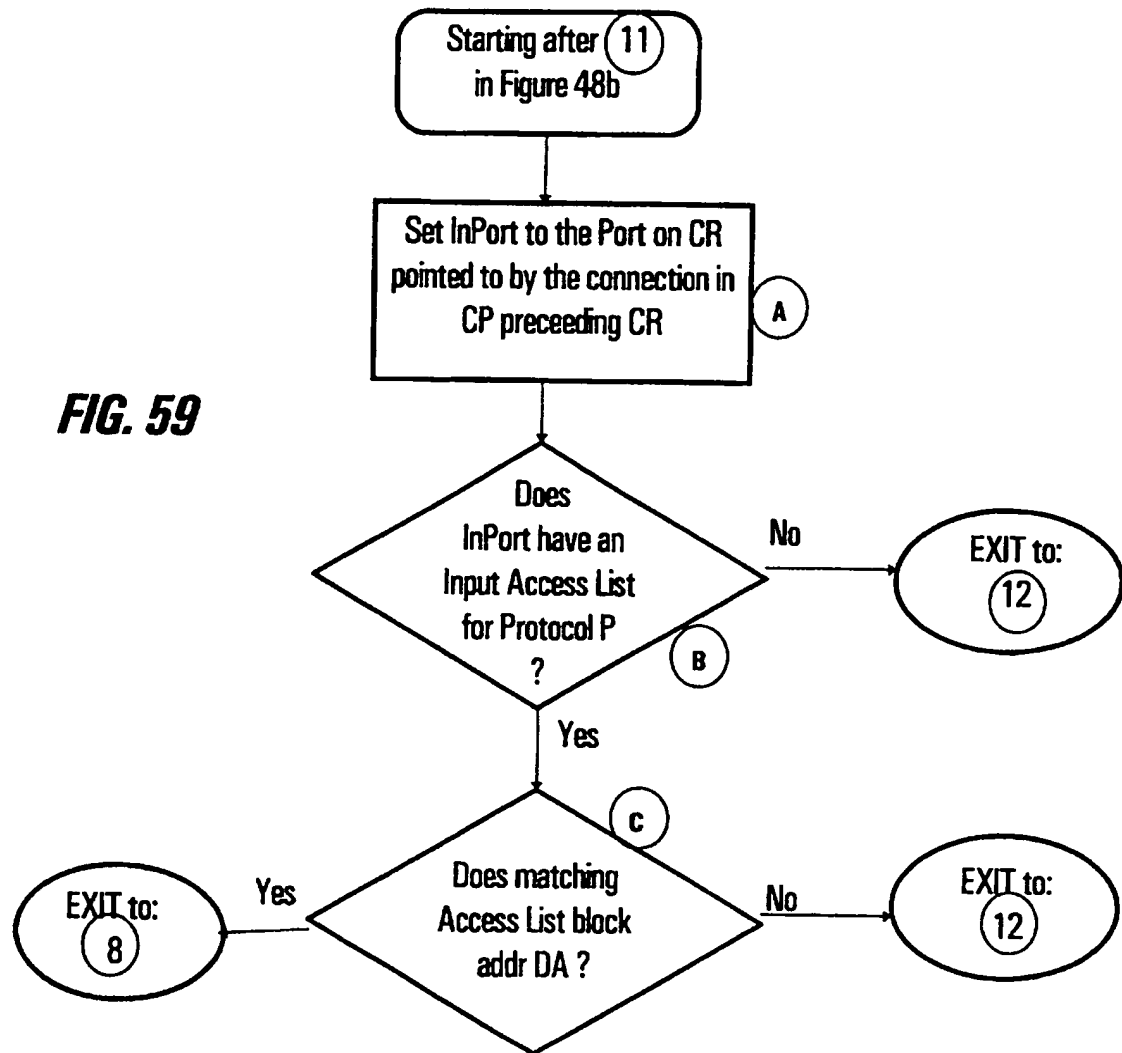 Starting after 11
in Figure 48b
Set InPort to the Port on CR
pointed to by the connection in
CP preceeding CR
A
FIG. 59
Does
InPort have an
Input Access List
for Protocol P
?
B
No
EXIT to:
12
Yes
C
Does matching
Access List block
addr DA ?
Yes
EXIT to:
8
No
EXIT to:
12